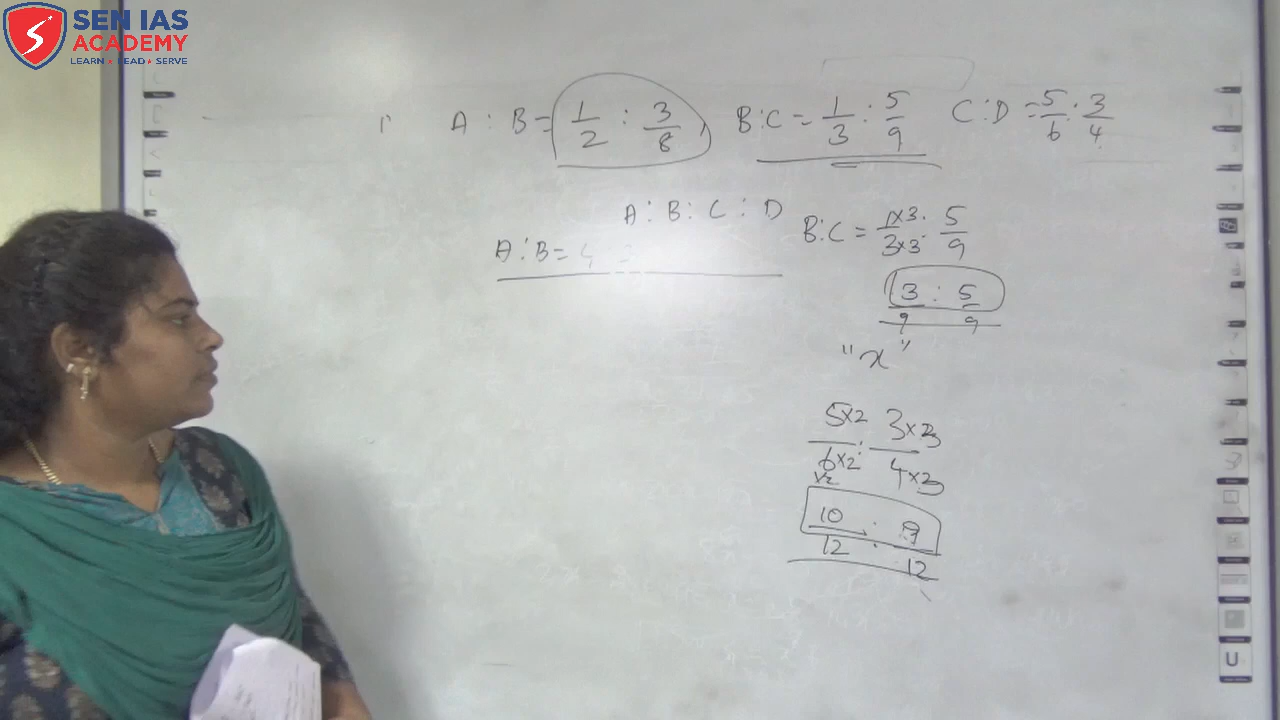 SEN IAS
ACADEMY
LEARN ★ LEAD ★ SERVE
1' A : B = 1/2 : 3/8 B:C = 1/3 : 5/9 C:D = 5/6 : 3/4
A : B : C : D
A : B = 4
B:C = 1×3/3×3 : 5/9
3/9 : 5/9
"x"
5×2/6×2 : 3×3/4×3
×2
10/12 : 9/12
U